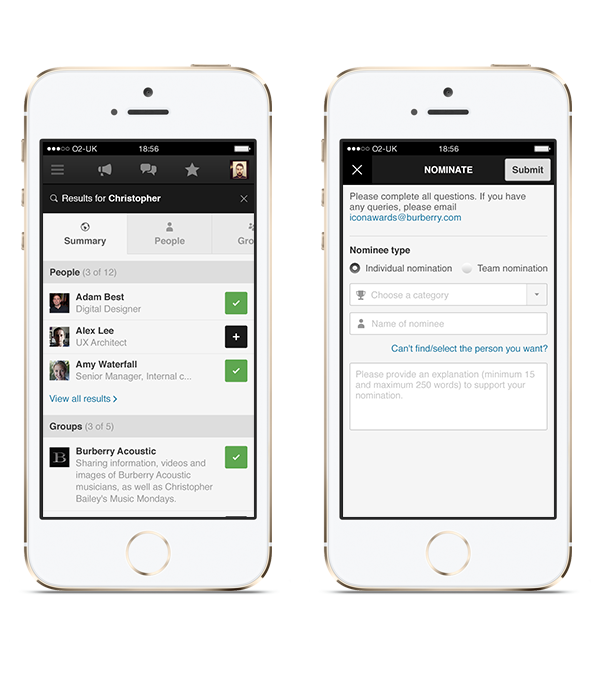 O2-UK 18:56
Results for Christopher
Summary People Gro
People (3 of 12)
Adam Best
Digital Designer
Alex Lee
UX Architect
Amy Waterfall
Senior Manager, Internal c...
View all results
Groups (3 of 5)
B
Burberry Acoustic
Sharing information, videos and
images of Burberry Acoustic
musicians, as well as Christopher
Bailey's Music Mondays.
O2-UK 18:56
NOMINATE Submit
Please complete all questions. If you have
any queries, please email
iconawards@burberry.com
Nominee type
Individual nomination Team nomination
Choose a category
Name of nominee
Can't find/select the person you want?
Please provide an explanation (minimum 15
and maximum 250 words) to support your
nomination.